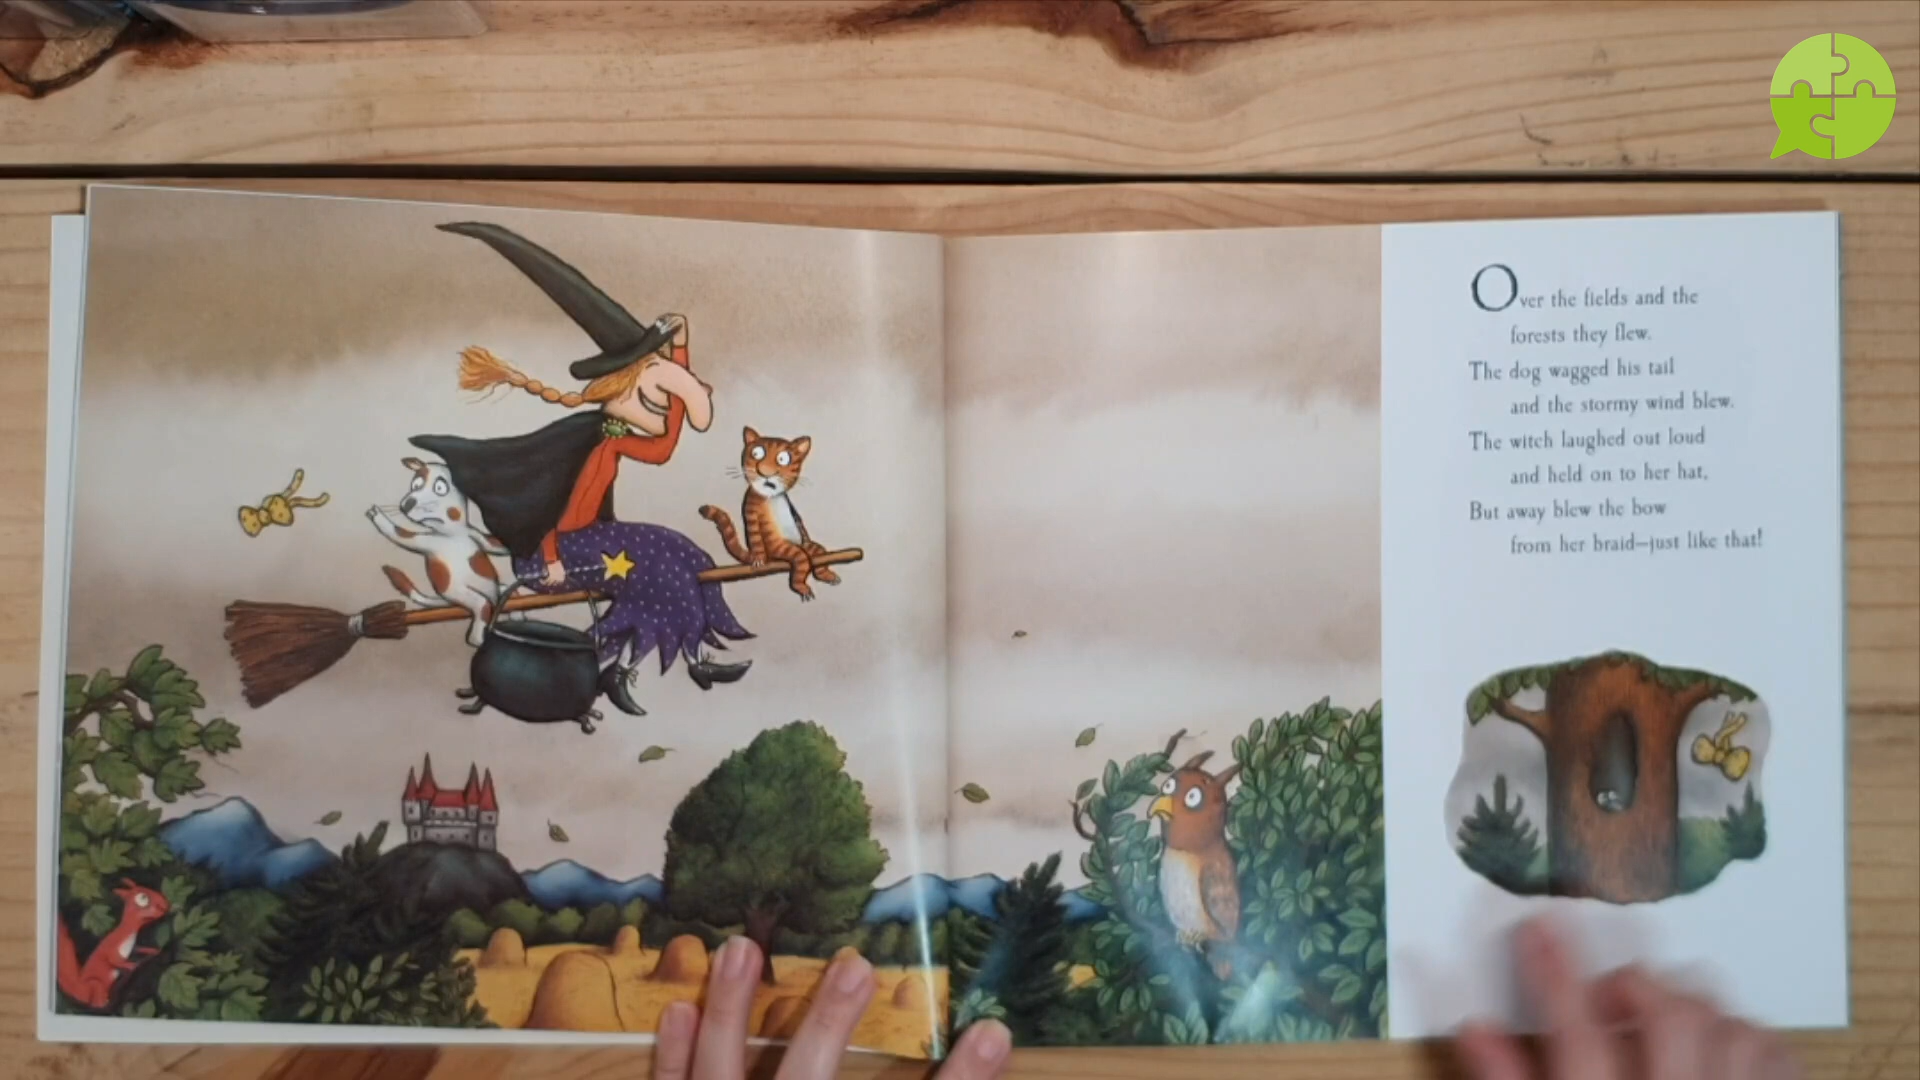 Over the fields and the
forests they flew.
The dog wagged his tail
and the stormy wind blew.
The witch laughed out loud
and held on to her hat,
But away blew the bow
from her braid—just like that!